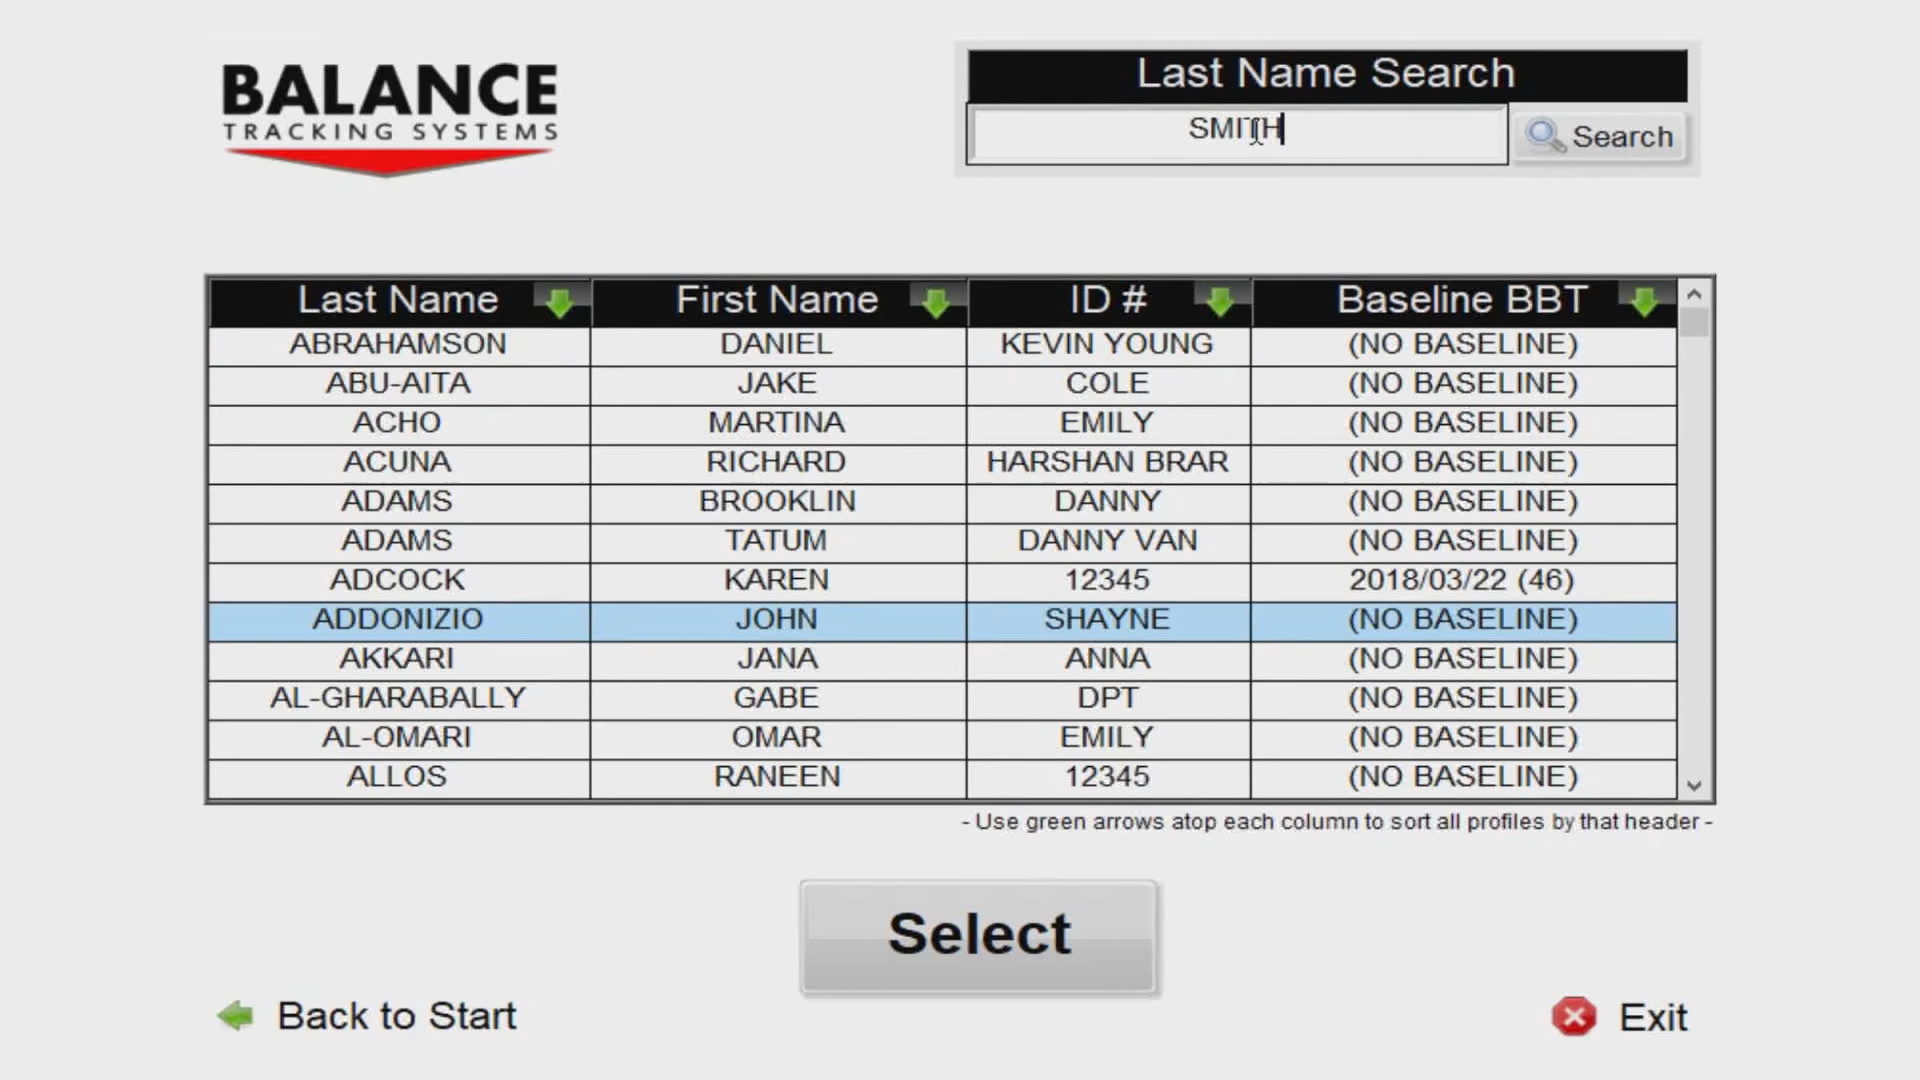 BALANCE
TRACKING SYSTEMS
Last Name Search
SMITH
Search
Last Name First Name ID # Baseline BBT
ABRAHAMSON DANIEL KEVIN YOUNG (NO BASELINE)
ABU-AITA JAKE COLE (NO BASELINE)
ACHO MARTINA EMILY (NO BASELINE)
ACUNA RICHARD HARSHAN BRAR (NO BASELINE)
ADAMS BROOKLIN DANNY (NO BASELINE)
ADAMS TATUM DANNY VAN (NO BASELINE)
ADCOCK KAREN 12345 2018/03/22 (46)
ADDONIZIO JOHN SHAYNE (NO BASELINE)
AKKARI JANA ANNA (NO BASELINE)
AL-GHARABALLY GABE DPT (NO BASELINE)
AL-OMARI OMAR EMILY (NO BASELINE)
ALLOS RANEEN 12345 (NO BASELINE)
- Use green arrows atop each column to sort all profiles by that header -
Select
Back to Start
Exit